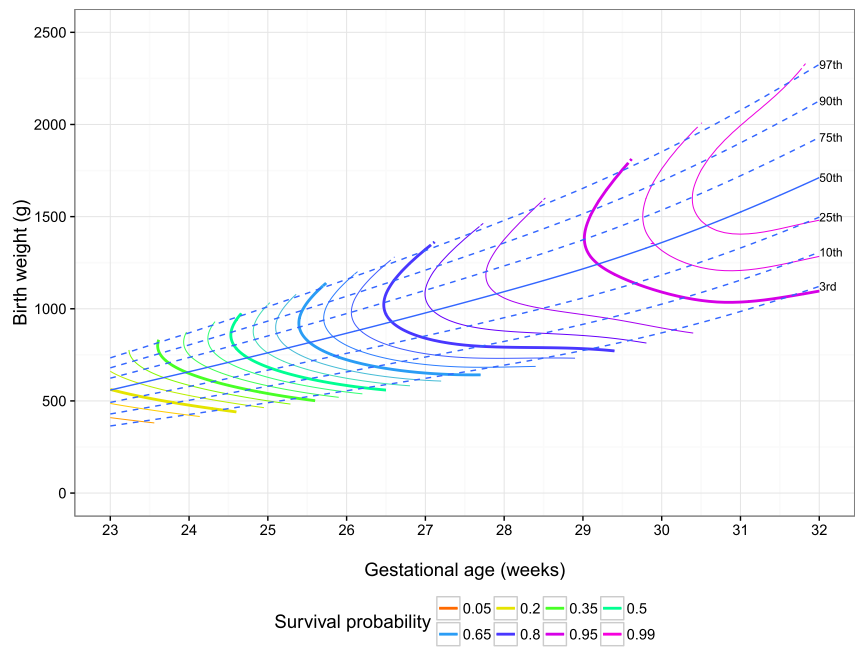 2500
97th
90th
2000
75th
50th
1500
25th
10th
3rd
1000
500
0
Birth weight (g)
23 24 25 26 27 28 29 30 31 32
Gestational age (weeks)
Survival probability
0.05 0.2 0.35 0.5
0.65 0.8 0.95 0.99